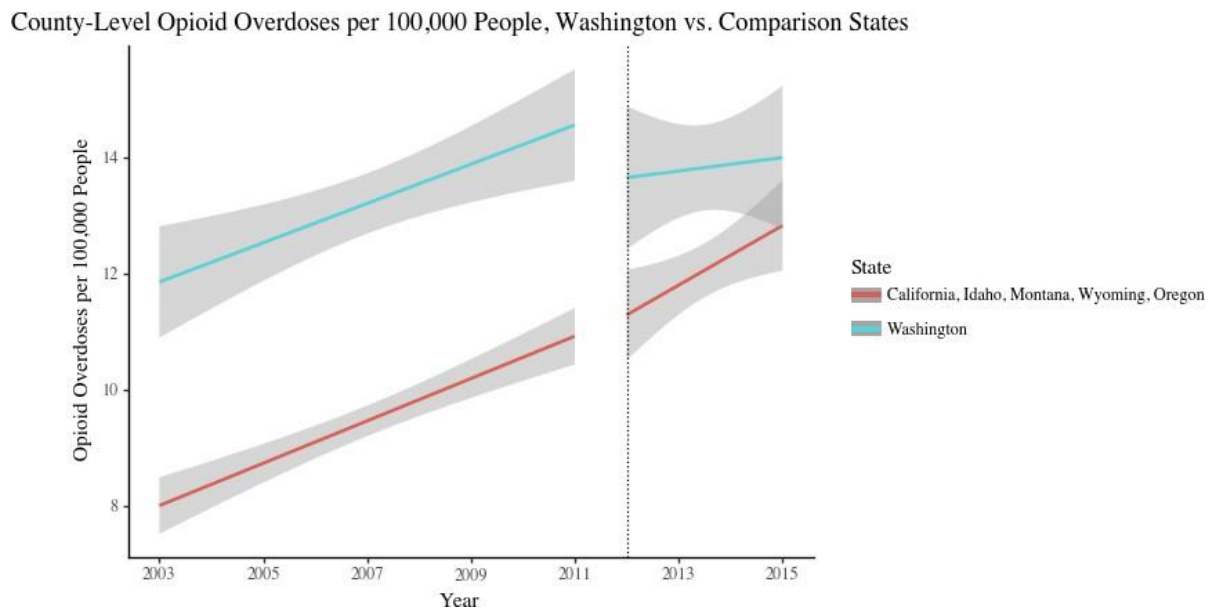 County-Level Opioid Overdoses per 100,000 People, Washington vs. Comparison States
Opioid Overdoses per 100,000 People
14
12
10
8
2003 2005 2007 2009 2011 2013 2015
Year
State
California, Idaho, Montana, Wyoming, Oregon
Washington